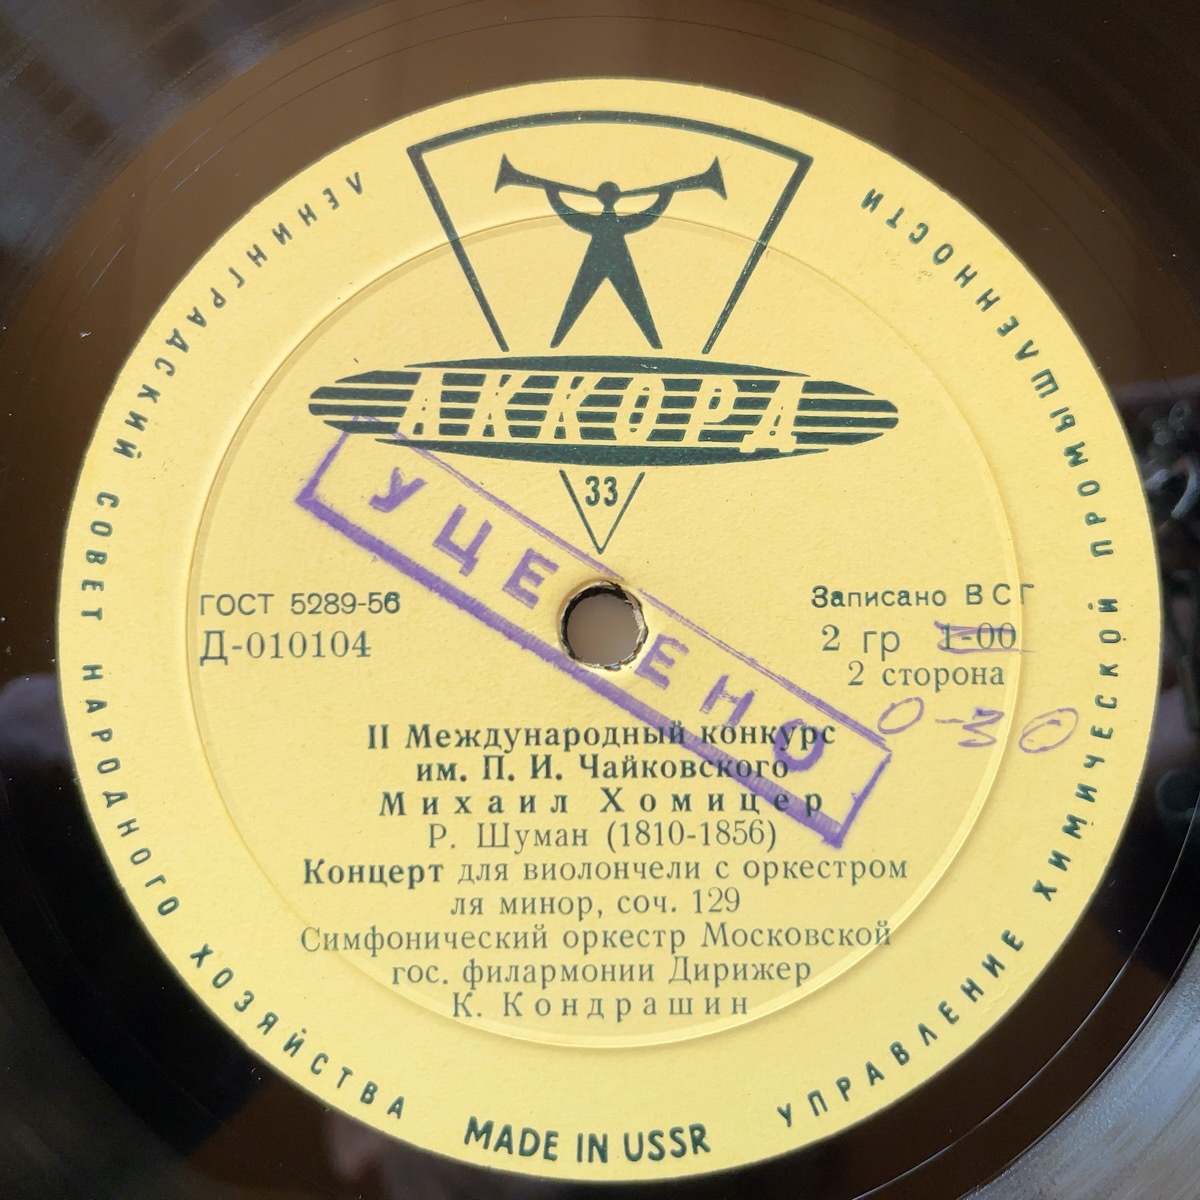 ЛЕНИНГРАДСКИЙ СОВЕТ НАРОДНОГО ХОЗЯЙСТВА
УПРАВЛЕНИЕ ХИМИЧЕСКОЙ ПРОМЫШЛЕННОСТИ
АККОРД
33
УЦЕНЕНО
ГОСТ 5289-56
Д-010104
Записано ВСГ
2 гр 1-00
2 сторона
0-30
II Международный конкурс
им. П. И. Чайковского
Михаил Хомицер
Р. Шуман (1810-1856)
Концерт для виолончели с оркестром
ля минор, соч. 129
Симфонический оркестр Московской
гос. филармонии Дирижер
К. Кондрашин
MADE IN USSR